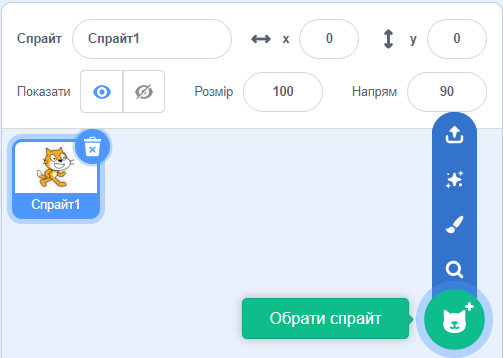 Спрайт Спрайт1 x 0 y 0
Показати Розмір 100 Напрям 90
Спрайт1
Обрати спрайт